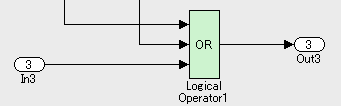 OR
3
3
In3
Out3
Logical
Operator1